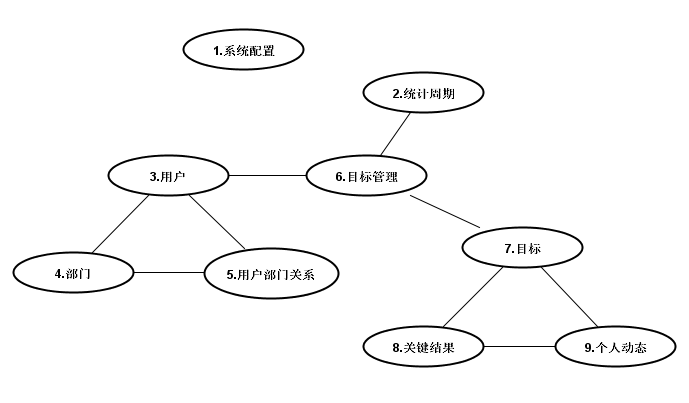 1.系统配置
2.统计周期
3.用户
6.目标管理
7.目标
4.部门
5.用户部门关系
8.关键结果
9.个人动态